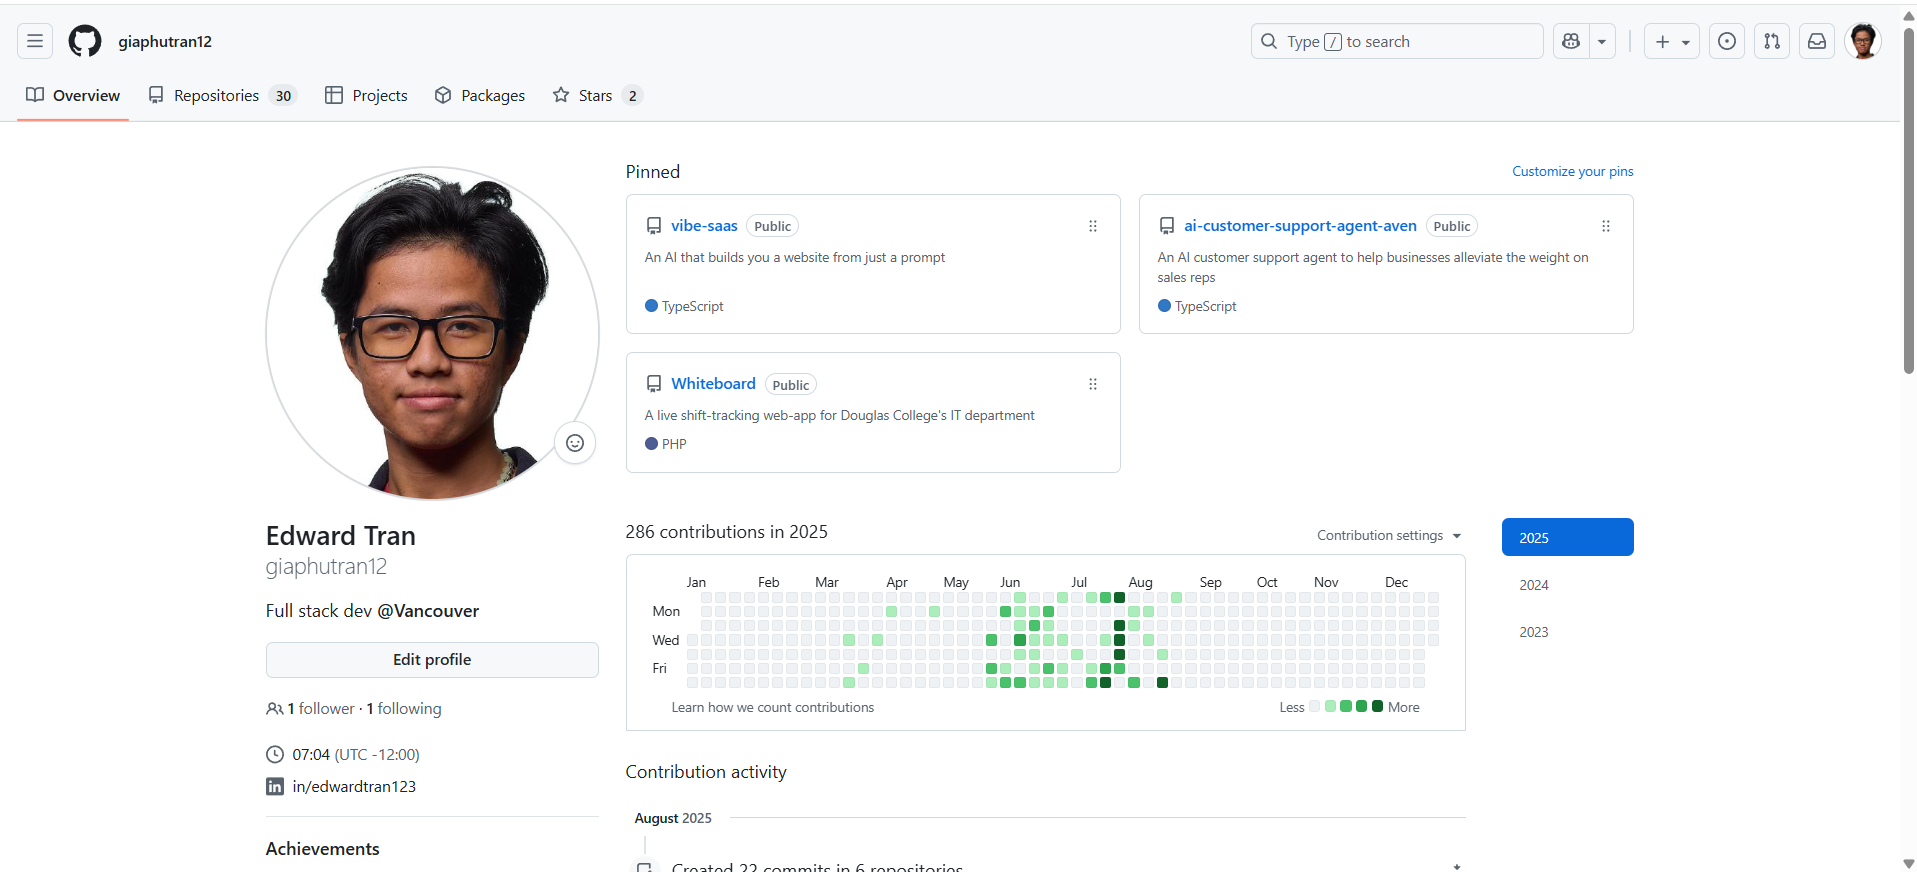 giaphutran12
Type / to search
Overview
Repositories 30
Projects
Packages
Stars 2
Pinned
Customize your pins
vibe-saas Public
An AI that builds you a website from just a prompt
TypeScript
ai-customer-support-agent-aven Public
An AI customer support agent to help businesses alleviate the weight on
sales reps
TypeScript
Whiteboard Public
A live shift-tracking web-app for Douglas College's IT department
PHP
Edward Tran
giaphutran12
Full stack dev @Vancouver
Edit profile
1 follower · 1 following
07:04 (UTC -12:00)
in/edwardtran123
Achievements
286 contributions in 2025
Contribution settings
2025
2024
2023
Jan Feb Mar Apr May Jun Jul Aug Sep Oct Nov Dec
Mon
Wed
Fri
Learn how we count contributions
Less More
Contribution activity
August 2025
Created 22 commits in 6 repositories